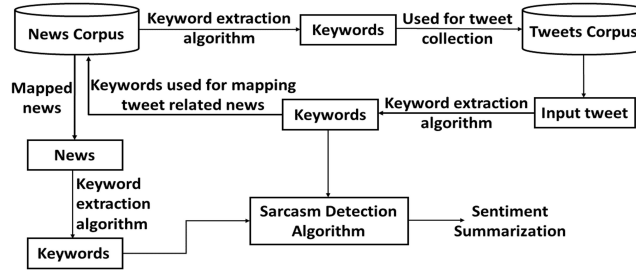 News Corpus
Keyword extraction
algorithm
Keywords
Used for tweet
collection
Tweets Corpus
Mapped
news
Keywords used for mapping
tweet related news
Keywords
Keyword extraction
algorithm
Input tweet
News
Keyword
extraction
algorithm
Keywords
Sarcasm Detection
Algorithm
Sentiment
Summarization